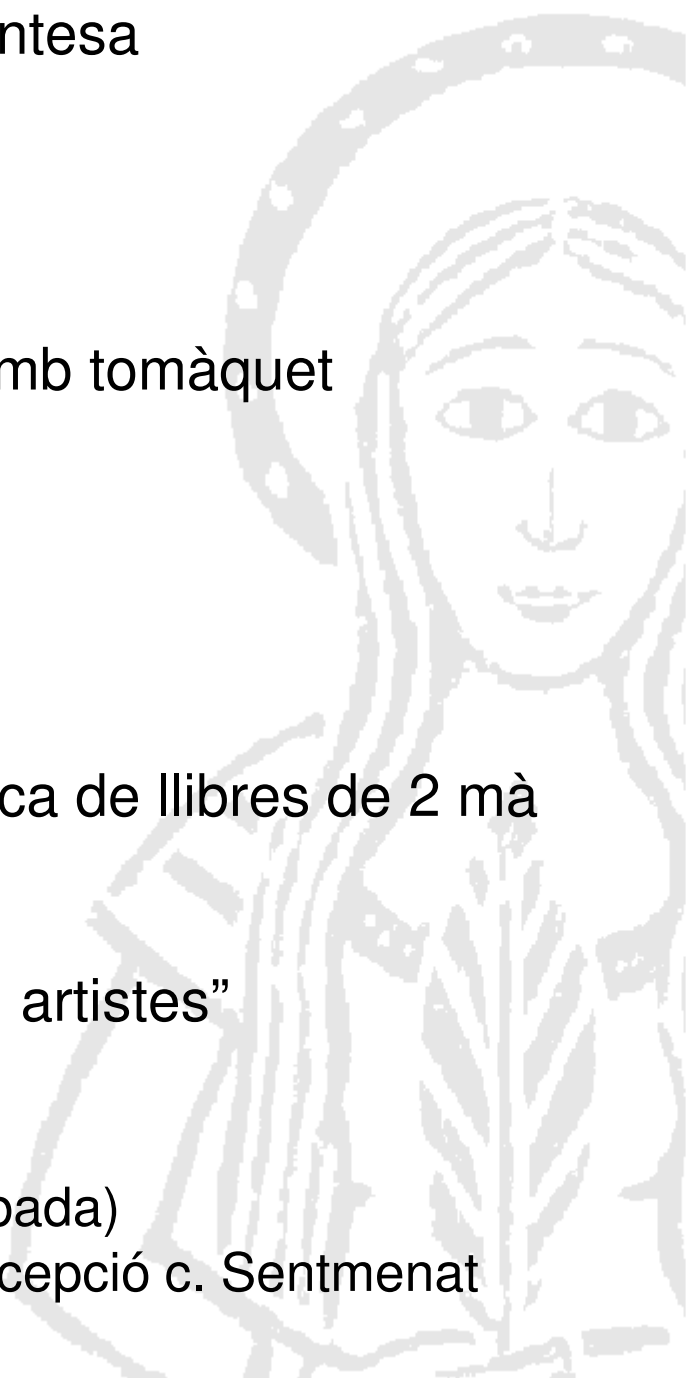 ntesa
mb tomàquet
ca de llibres de 2 mà
artistes”
bada)
cepció c. Sentmenat